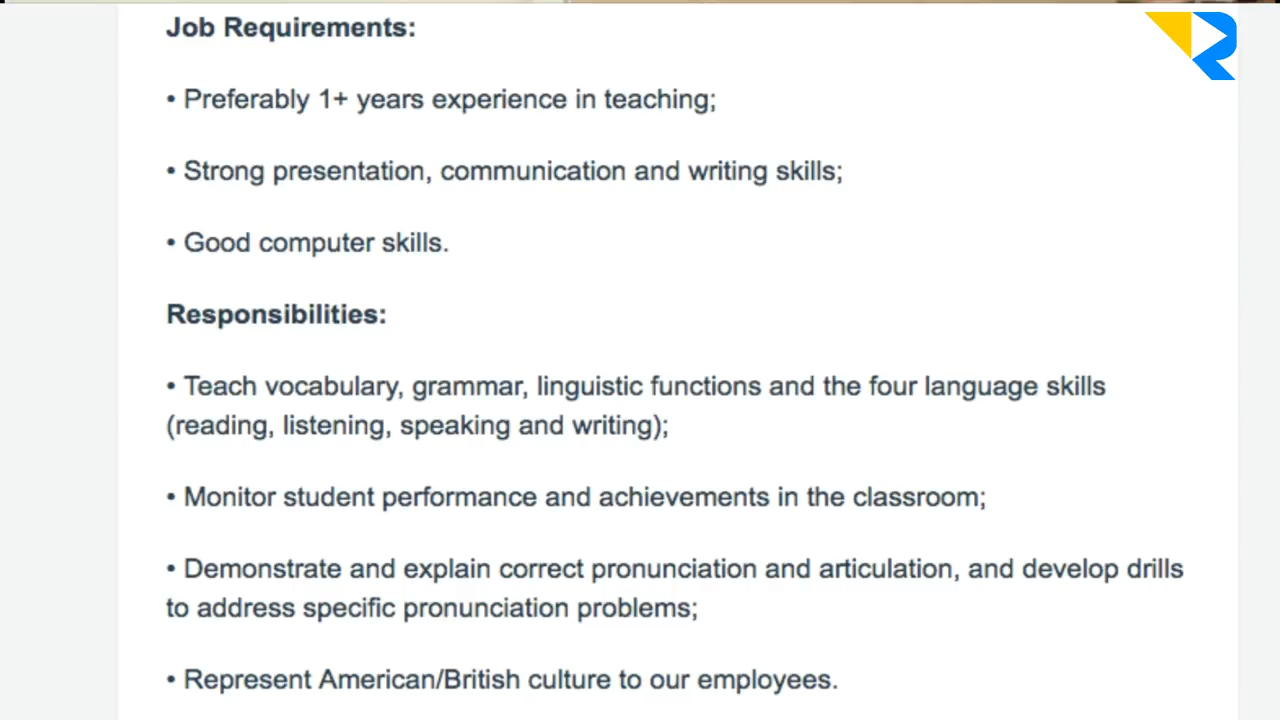 Job Requirements:
• Preferably 1+ years experience in teaching;
• Strong presentation, communication and writing skills;
• Good computer skills.
Responsibilities:
• Teach vocabulary, grammar, linguistic functions and the four language skills
(reading, listening, speaking and writing);
• Monitor student performance and achievements in the classroom;
• Demonstrate and explain correct pronunciation and articulation, and develop drills
to address specific pronunciation problems;
• Represent American/British culture to our employees.